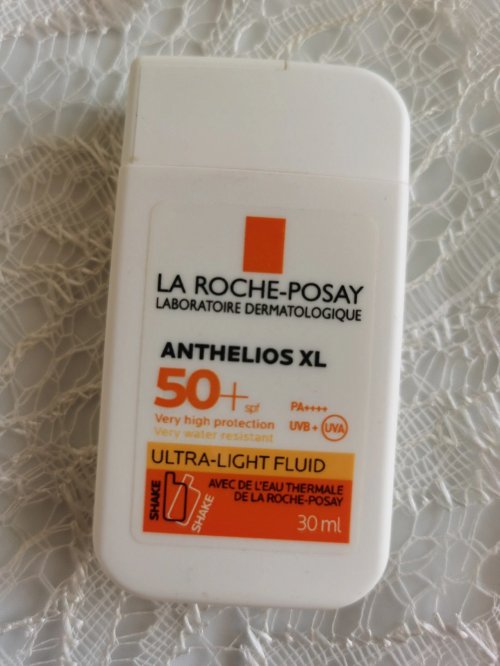 LA ROCHE-POSAY
LABORATOIRE DERMATOLOGIQUE
ANTHELIOS XL
50+ spf
PA++++
Very high protection
UVB + UVA
Very water resistant
ULTRA-LIGHT FLUID
SHAKE
SHAKE
AVEC DE L'EAU THERMALE
DE LA ROCHE-POSAY
30 ml